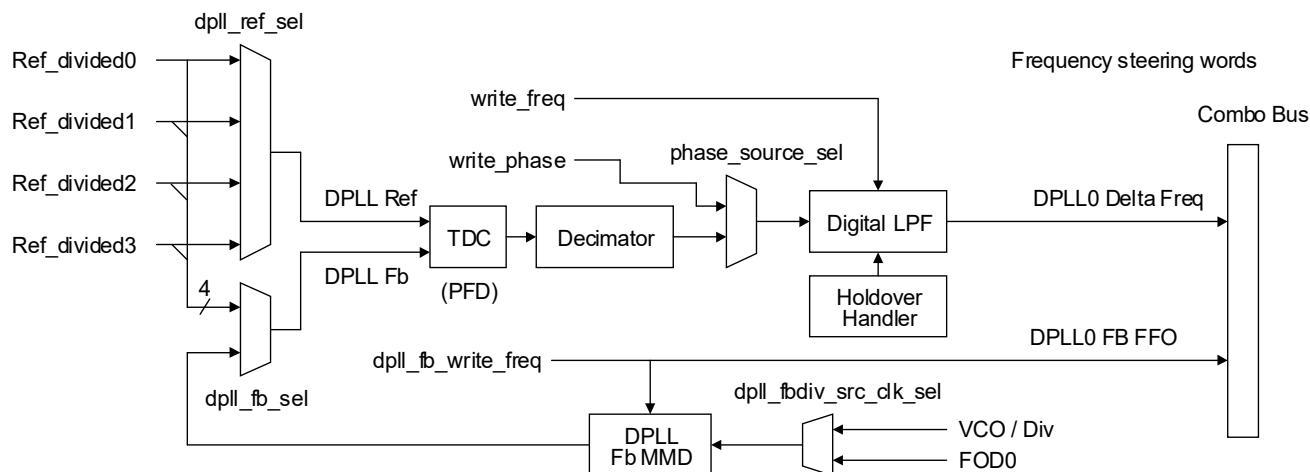 dpll_ref_sel
Ref_divided0
Ref_divided1
Ref_divided2
Ref_divided3
4
dpll_fb_sel
DPLL Ref
DPLL Fb
TDC
(PFD)
Decimator
write_freq
write_phase
phase_source_sel
Digital LPF
Holdover
Handler
Frequency steering words
Combo Bus
DPLL0 Delta Freq
DPLL0 FB FFO
dpll_fb_write_freq
dpll_fbdiv_src_clk_sel
DPLL
Fb MMD
VCO / Div
FOD0